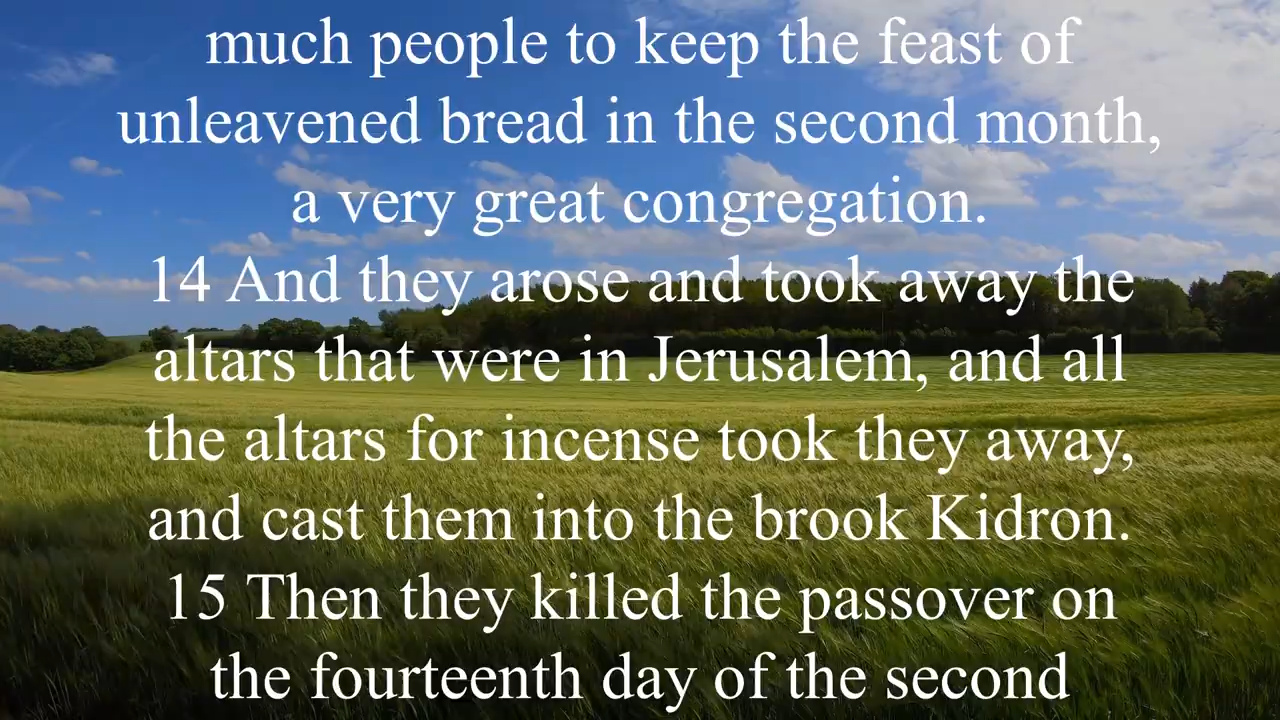 much people to keep the feast of
unleavened bread in the second month,
a very great congregation.
14 And they arose and took away the
altars that were in Jerusalem, and all
the altars for incense took they away,
and cast them into the brook Kidron.
15 Then they killed the passover on
the fourteenth day of the second